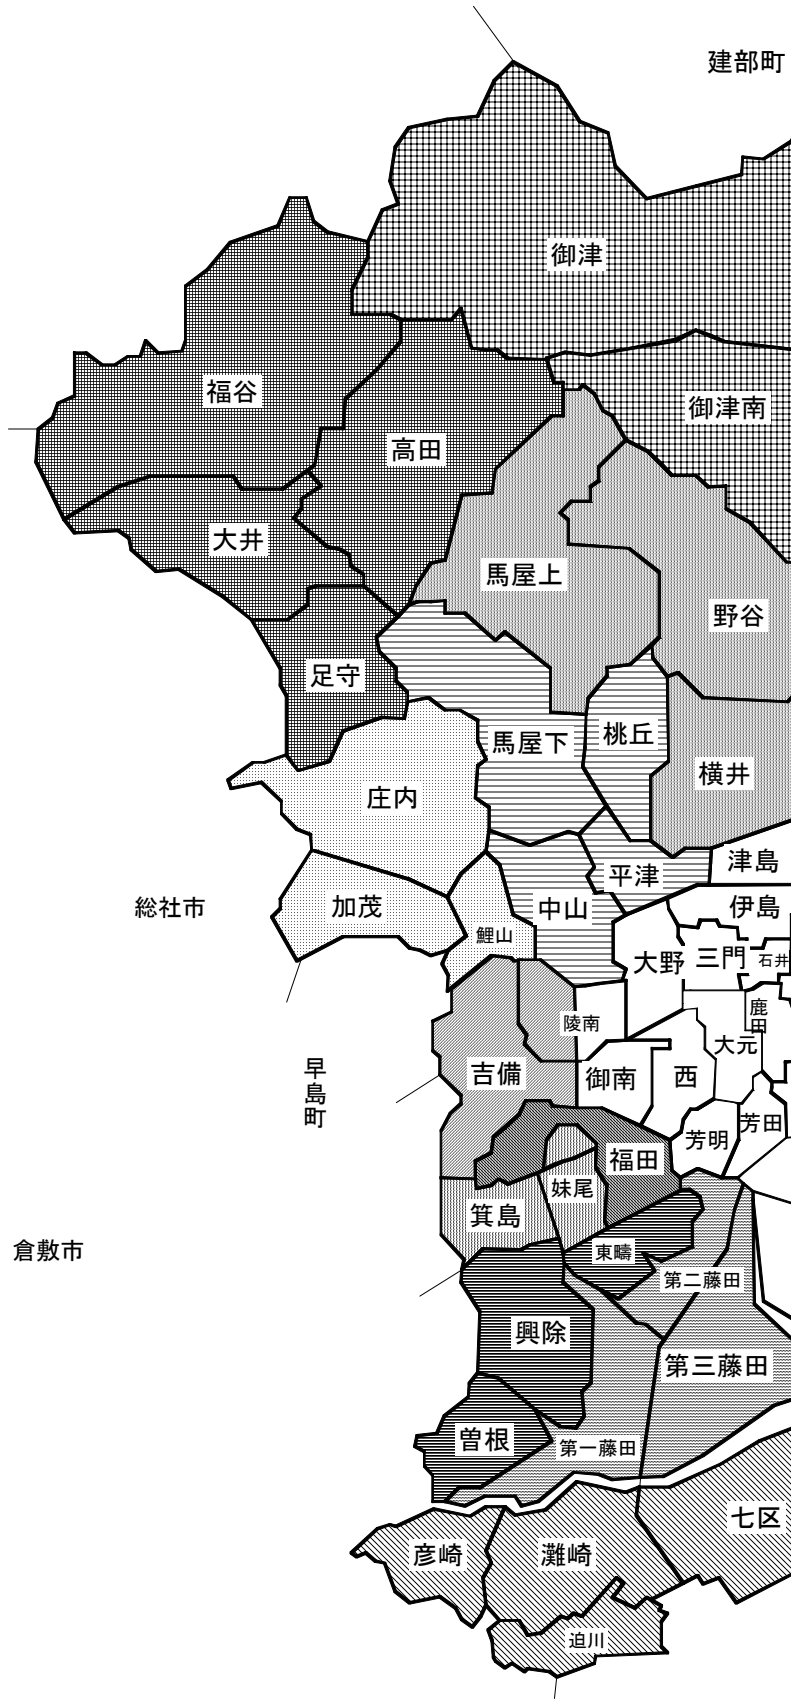 建部町
御津
福谷
御津南
高田
大井
馬屋上
野谷
足守
桃丘
馬屋下
横井
庄内
津島
平津
総社市
加茂
中山
伊島
鯉山
大野
三門
石井
陵南
鹿田
大元
早島町
吉備
御南
西
芳田
芳明
福田
妹尾
箕島
倉敷市
東疇
第二藤田
興除
第三藤田
曽根
第一藤田
七区
彦崎
灘崎
迫川